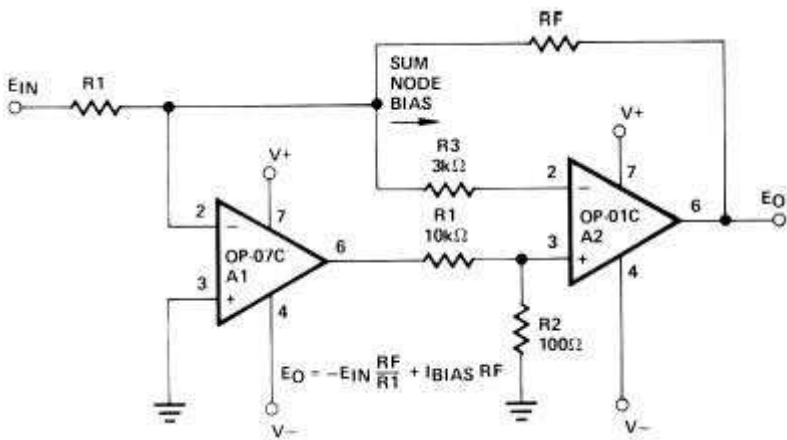 RF
SUM
NODE
BIAS
EIN
R1
V+
V+
R3
3kΩ
2
7
6
EO
R1
10kΩ
OP-01C
A2
2
7
6
OP-07C
A1
3
4
3
4
R2
100Ω
EO = -EIN RF/R1 + IBIAS RF
V-
V-